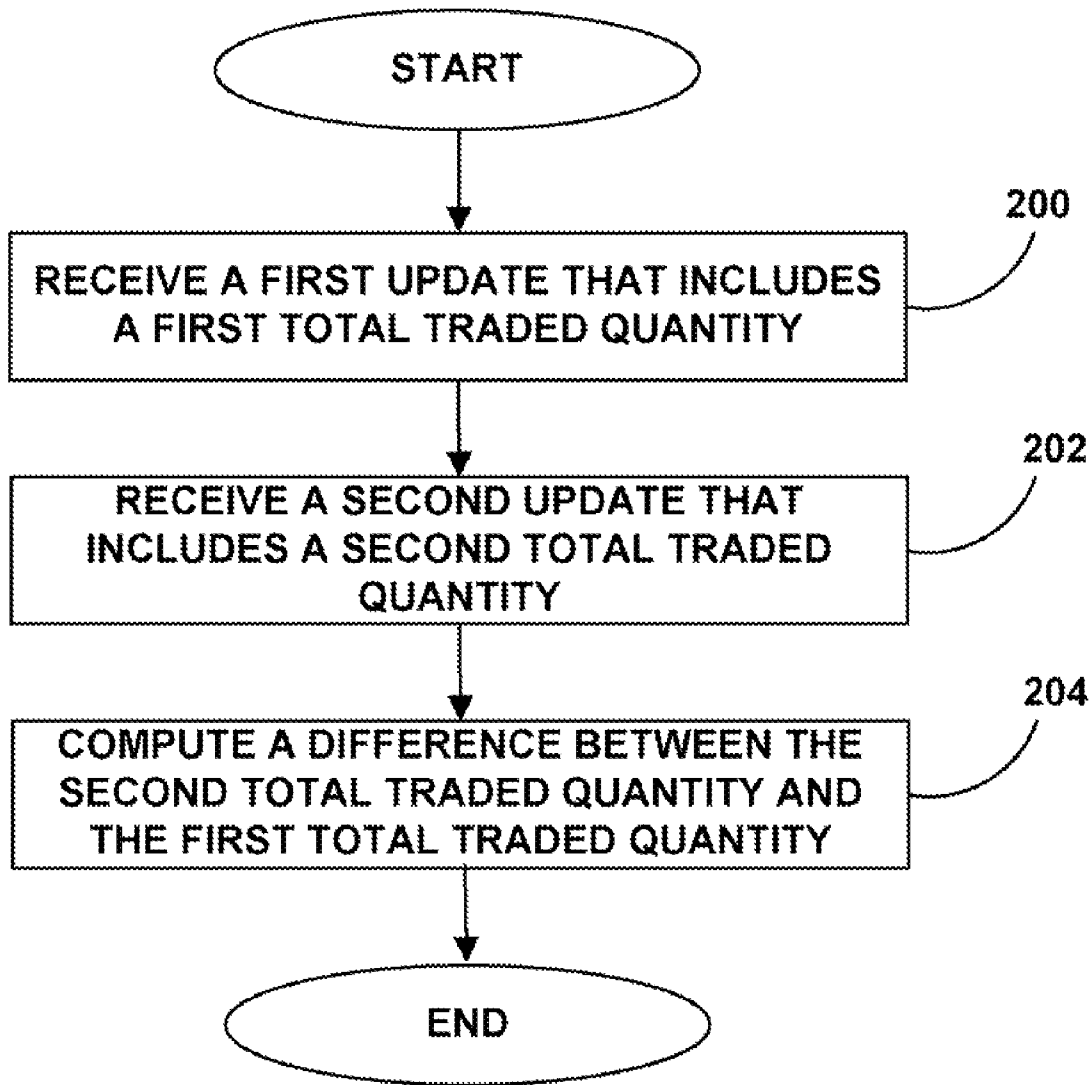 START
200
RECEIVE A FIRST UPDATE THAT INCLUDES
A FIRST TOTAL TRADED QUANTITY
202
RECEIVE A SECOND UPDATE THAT
INCLUDES A SECOND TOTAL TRADED
QUANTITY
204
COMPUTE A DIFFERENCE BETWEEN THE
SECOND TOTAL TRADED QUANTITY AND
THE FIRST TOTAL TRADED QUANTITY
END